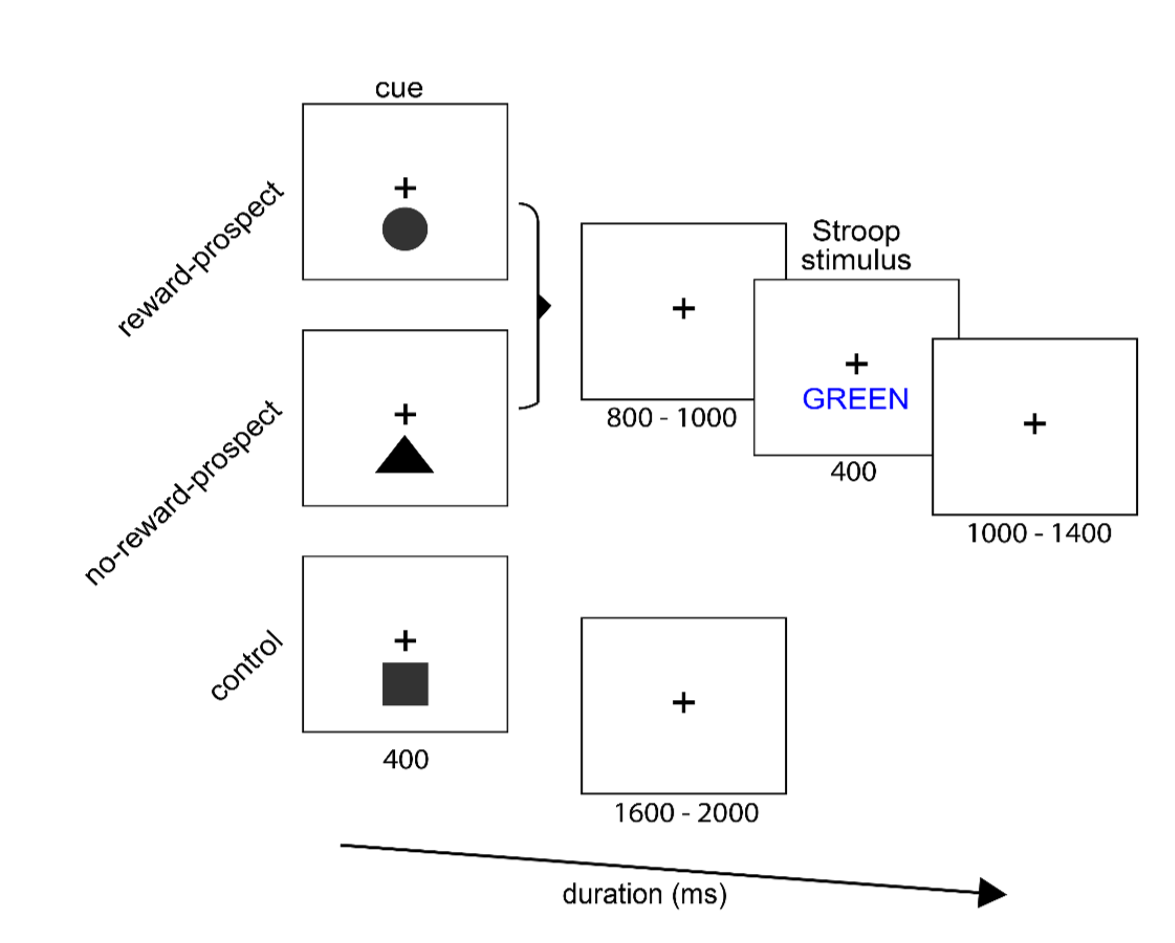 cue
reward-prospect
no-reward-prospect
control
400
800 - 1000
Stroop
stimulus
GREEN
400
1000 - 1400
1600 - 2000
duration (ms)